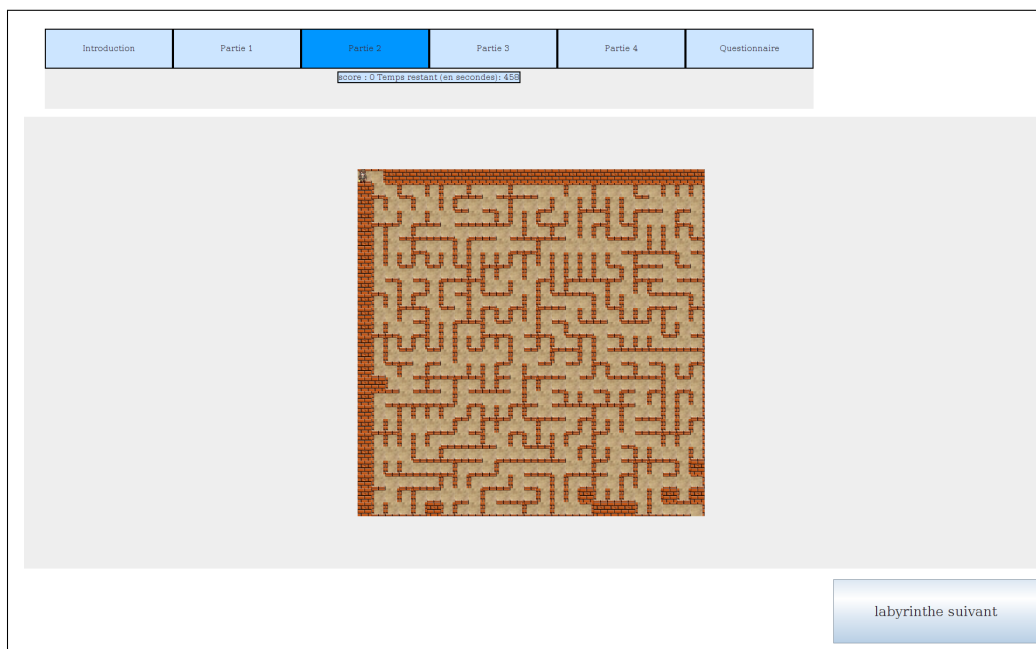 Introduction
Partie 1
Partie 2
Partie 3
Partie 4
Questionnaire
score : 0 Temps restant (en secondes): 458
labyrinthe suivant